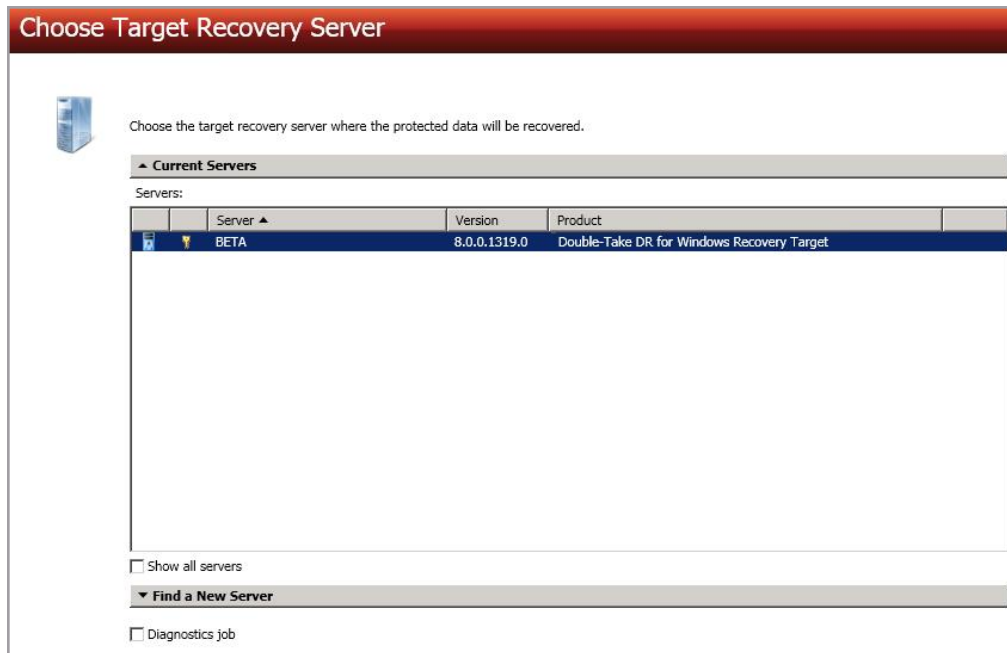 Choose Target Recovery Server
Choose the target recovery server where the protected data will be recovered.
▲ Current Servers
Servers:
Server ▲ Version Product
BETA 8.0.0.1319.0 Double-Take DR for Windows Recovery Target
Show all servers
▼ Find a New Server
Diagnostics job